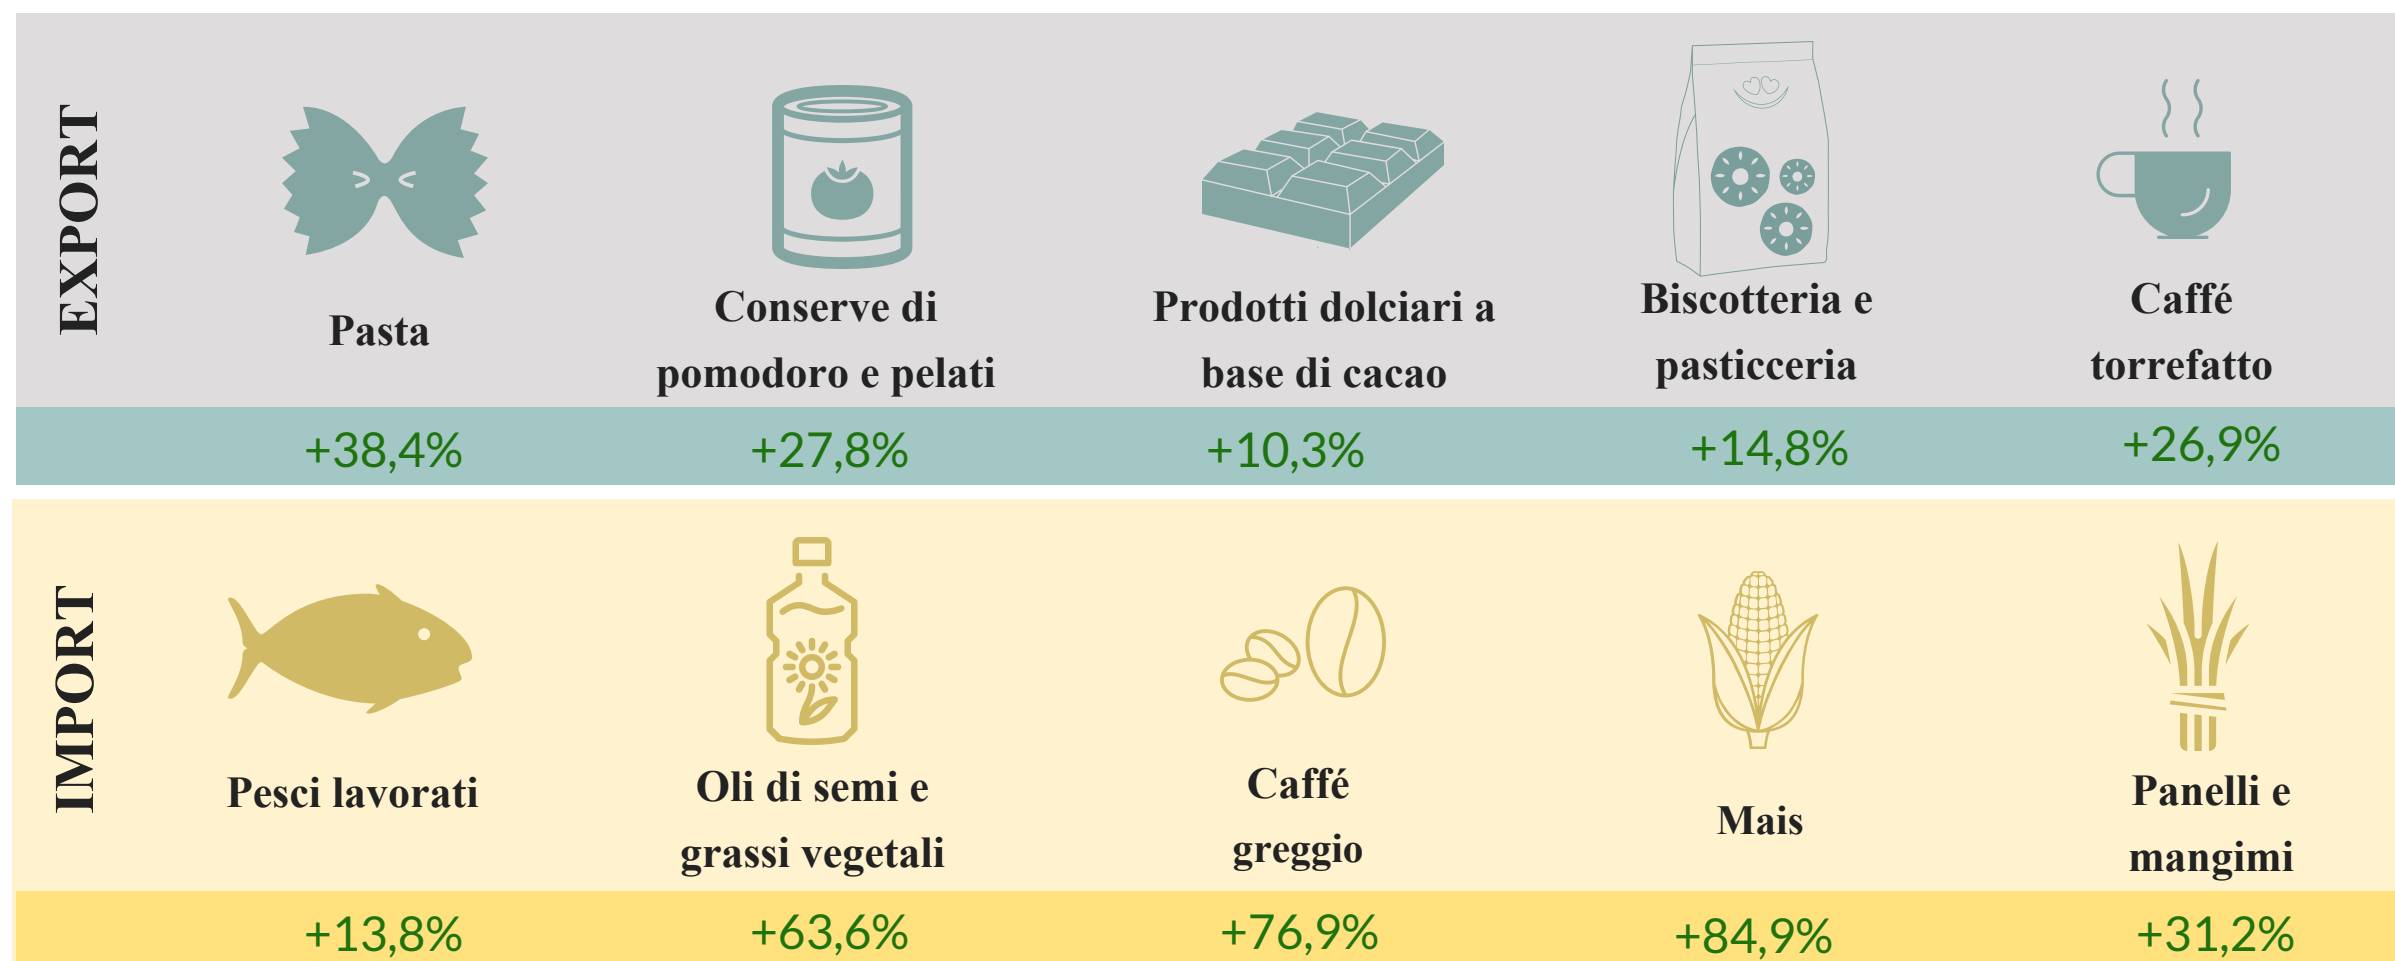 EXPORT
Pasta
Conserve di
pomodoro e pelati
Prodotti dolciari a
base di cacao
Biscotteria e
pasticceria
Caffé
torrefatto
+38,4%
+27,8%
+10,3%
+14,8%
+26,9%
IMPORT
Pesci lavorati
Oli di semi e
grassi vegetali
Caffé
greggio
Mais
Panelli e
mangimi
+13,8%
+63,6%
+76,9%
+84,9%
+31,2%